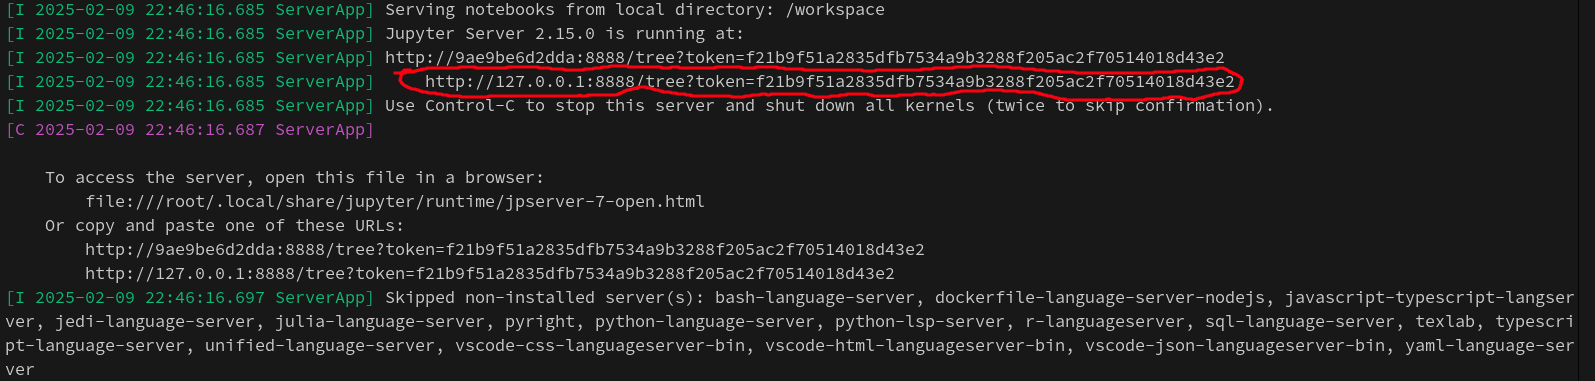 [I 2025-02-09 22:46:16.685 ServerApp] Serving notebooks from local directory: /workspace
[I 2025-02-09 22:46:16.685 ServerApp] Jupyter Server 2.15.0 is running at:
[I 2025-02-09 22:46:16.685 ServerApp] http://9ae9be6d2dda:8888/tree?token=f21b9f51a2835dfb7534a9b3288f205ac2f70514018d43e2
[I 2025-02-09 22:46:16.685 ServerApp]     http://127.0.0.1:8888/tree?token=f21b9f51a2835dfb7534a9b3288f205ac2f70514018d43e2
[I 2025-02-09 22:46:16.685 ServerApp] Use Control-C to stop this server and shut down all kernels (twice to skip confirmation).
[C 2025-02-09 22:46:16.687 ServerApp]
    To access the server, open this file in a browser:
        file:///root/.local/share/jupyter/runtime/jpserver-7-open.html
    Or copy and paste one of these URLs:
        http://9ae9be6d2dda:8888/tree?token=f21b9f51a2835dfb7534a9b3288f205ac2f70514018d43e2
        http://127.0.0.1:8888/tree?token=f21b9f51a2835dfb7534a9b3288f205ac2f70514018d43e2
[I 2025-02-09 22:46:16.697 ServerApp] Skipped non-installed server(s): bash-language-server, dockerfile-language-server-nodejs, javascript-typescript-langser
ver, jedi-language-server, julia-language-server, pyright, python-language-server, python-lsp-server, r-languageserver, sql-language-server, texlab, typescri
pt-language-server, unified-language-server, vscode-css-languageserver-bin, vscode-html-languageserver-bin, vscode-json-languageserver-bin, yaml-language-ser
ver